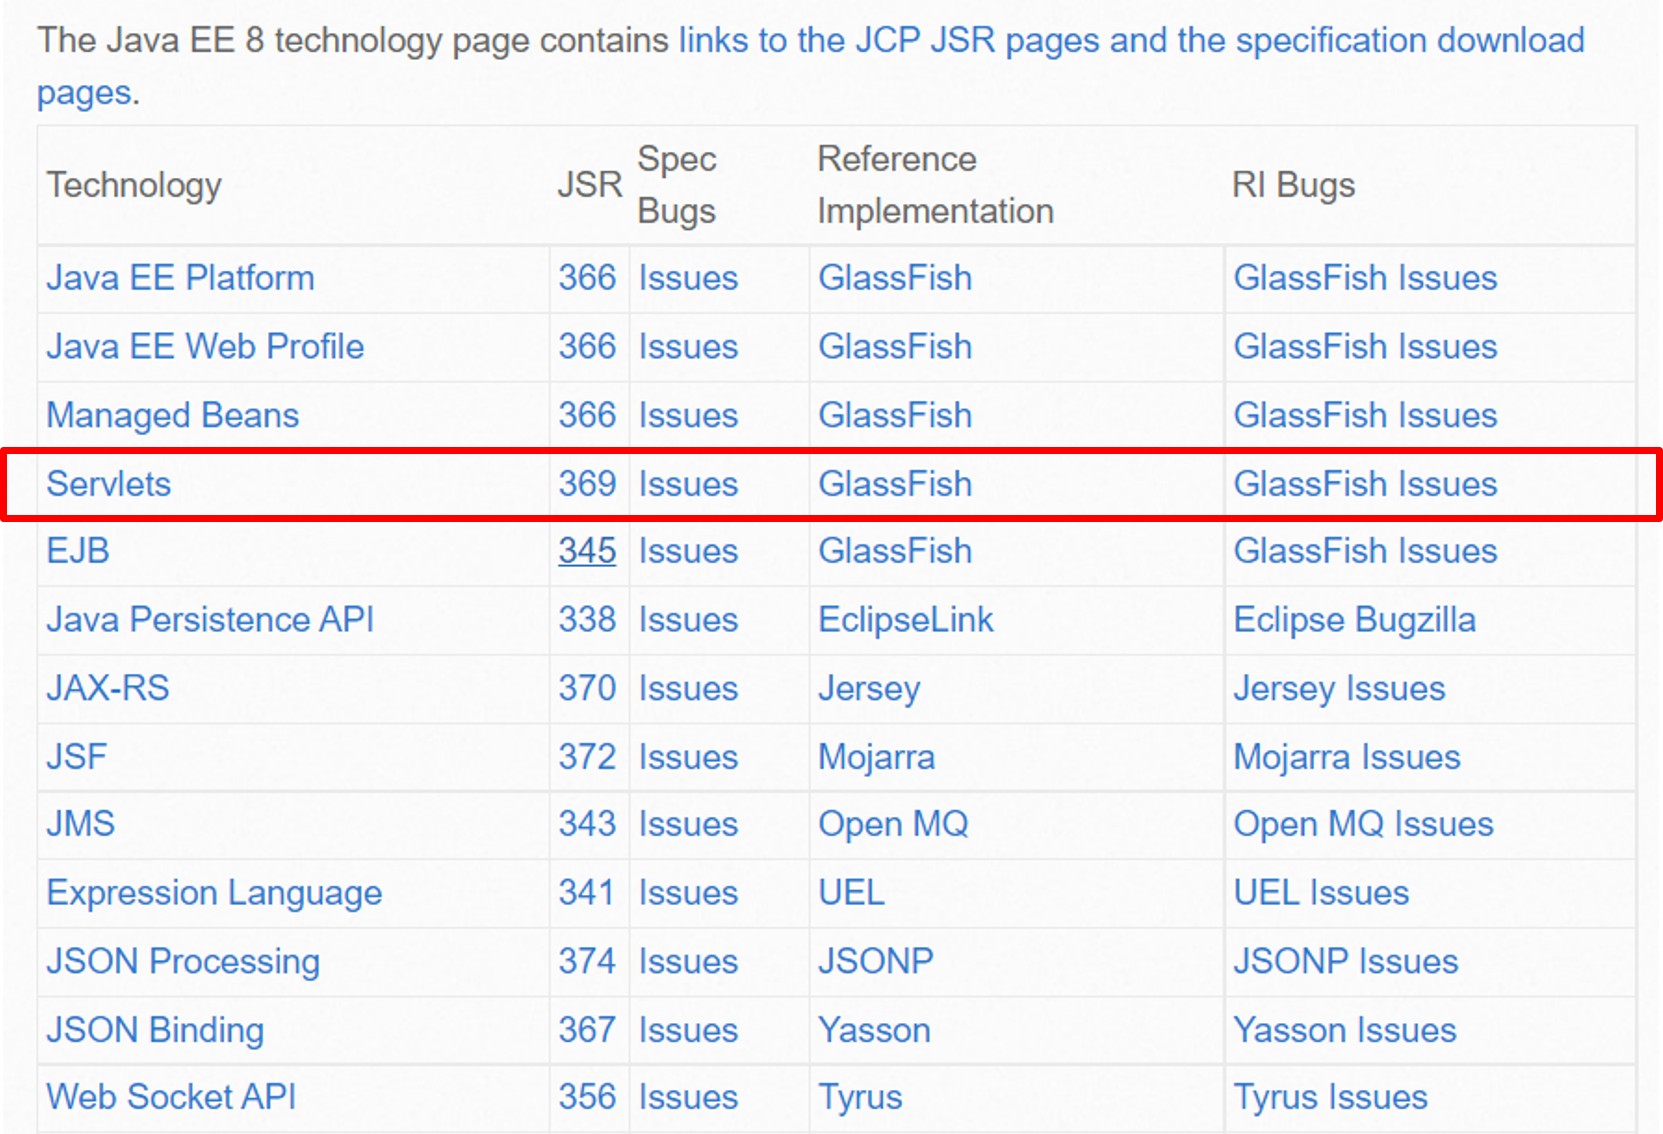 The Java EE 8 technology page contains links to the JCP JSR pages and the specification download
pages.
Technology JSR Spec Bugs Reference Implementation RI Bugs
Java EE Platform 366 Issues GlassFish GlassFish Issues
Java EE Web Profile 366 Issues GlassFish GlassFish Issues
Managed Beans 366 Issues GlassFish GlassFish Issues
Servlets 369 Issues GlassFish GlassFish Issues
EJB 345 Issues GlassFish GlassFish Issues
Java Persistence API 338 Issues EclipseLink Eclipse Bugzilla
JAX-RS 370 Issues Jersey Jersey Issues
JSF 372 Issues Mojarra Mojarra Issues
JMS 343 Issues Open MQ Open MQ Issues
Expression Language 341 Issues UEL UEL Issues
JSON Processing 374 Issues JSONP JSONP Issues
JSON Binding 367 Issues Yasson Yasson Issues
Web Socket API 356 Issues Tyrus Tyrus Issues